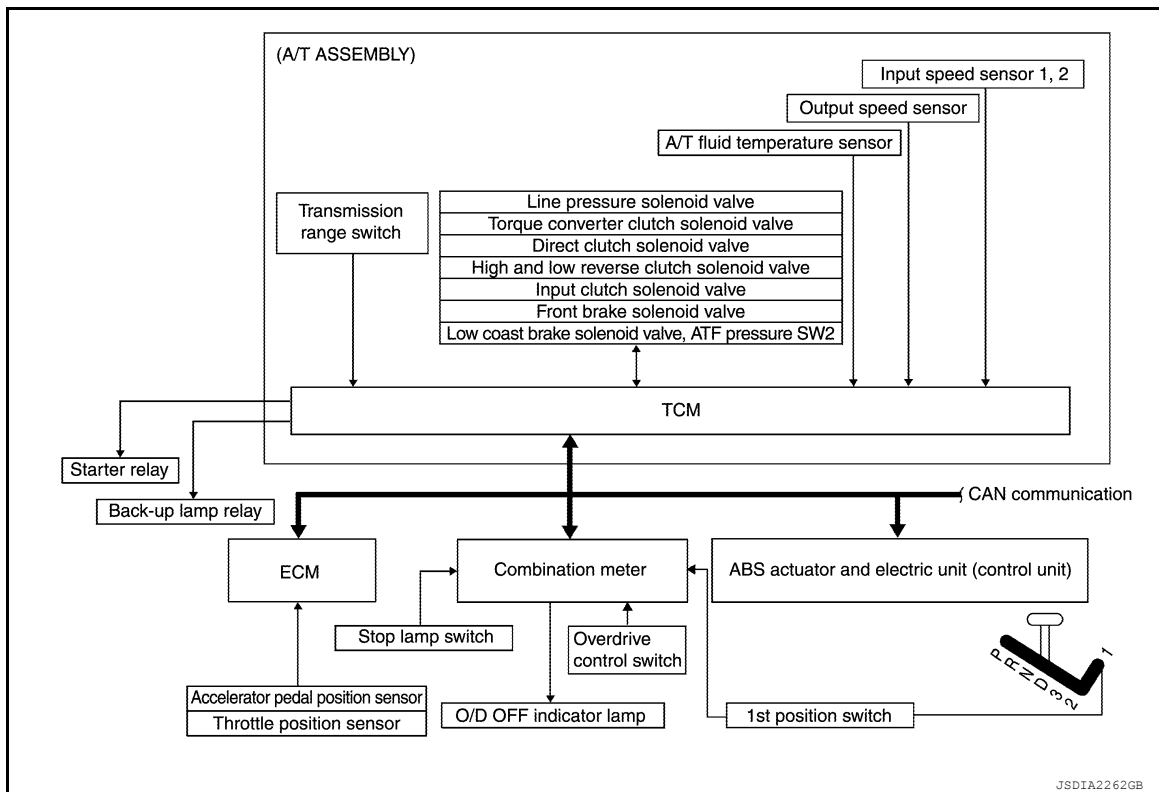 (A/T ASSEMBLY)
Input speed sensor 1, 2
Output speed sensor
A/T fluid temperature sensor
Transmission
range switch
Line pressure solenoid valve
Torque converter clutch solenoid valve
Direct clutch solenoid valve
High and low reverse clutch solenoid valve
Input clutch solenoid valve
Front brake solenoid valve
Low coast brake solenoid valve, ATF pressure SW2
TCM
Starter relay
Back-up lamp relay
CAN communication
ECM
Combination meter
ABS actuator and electric unit (control unit)
Stop lamp switch
Overdrive
control switch
P R N D 3 2 1
Accelerator pedal position sensor
Throttle position sensor
O/D OFF indicator lamp
1st position switch
JSDIA2262GB